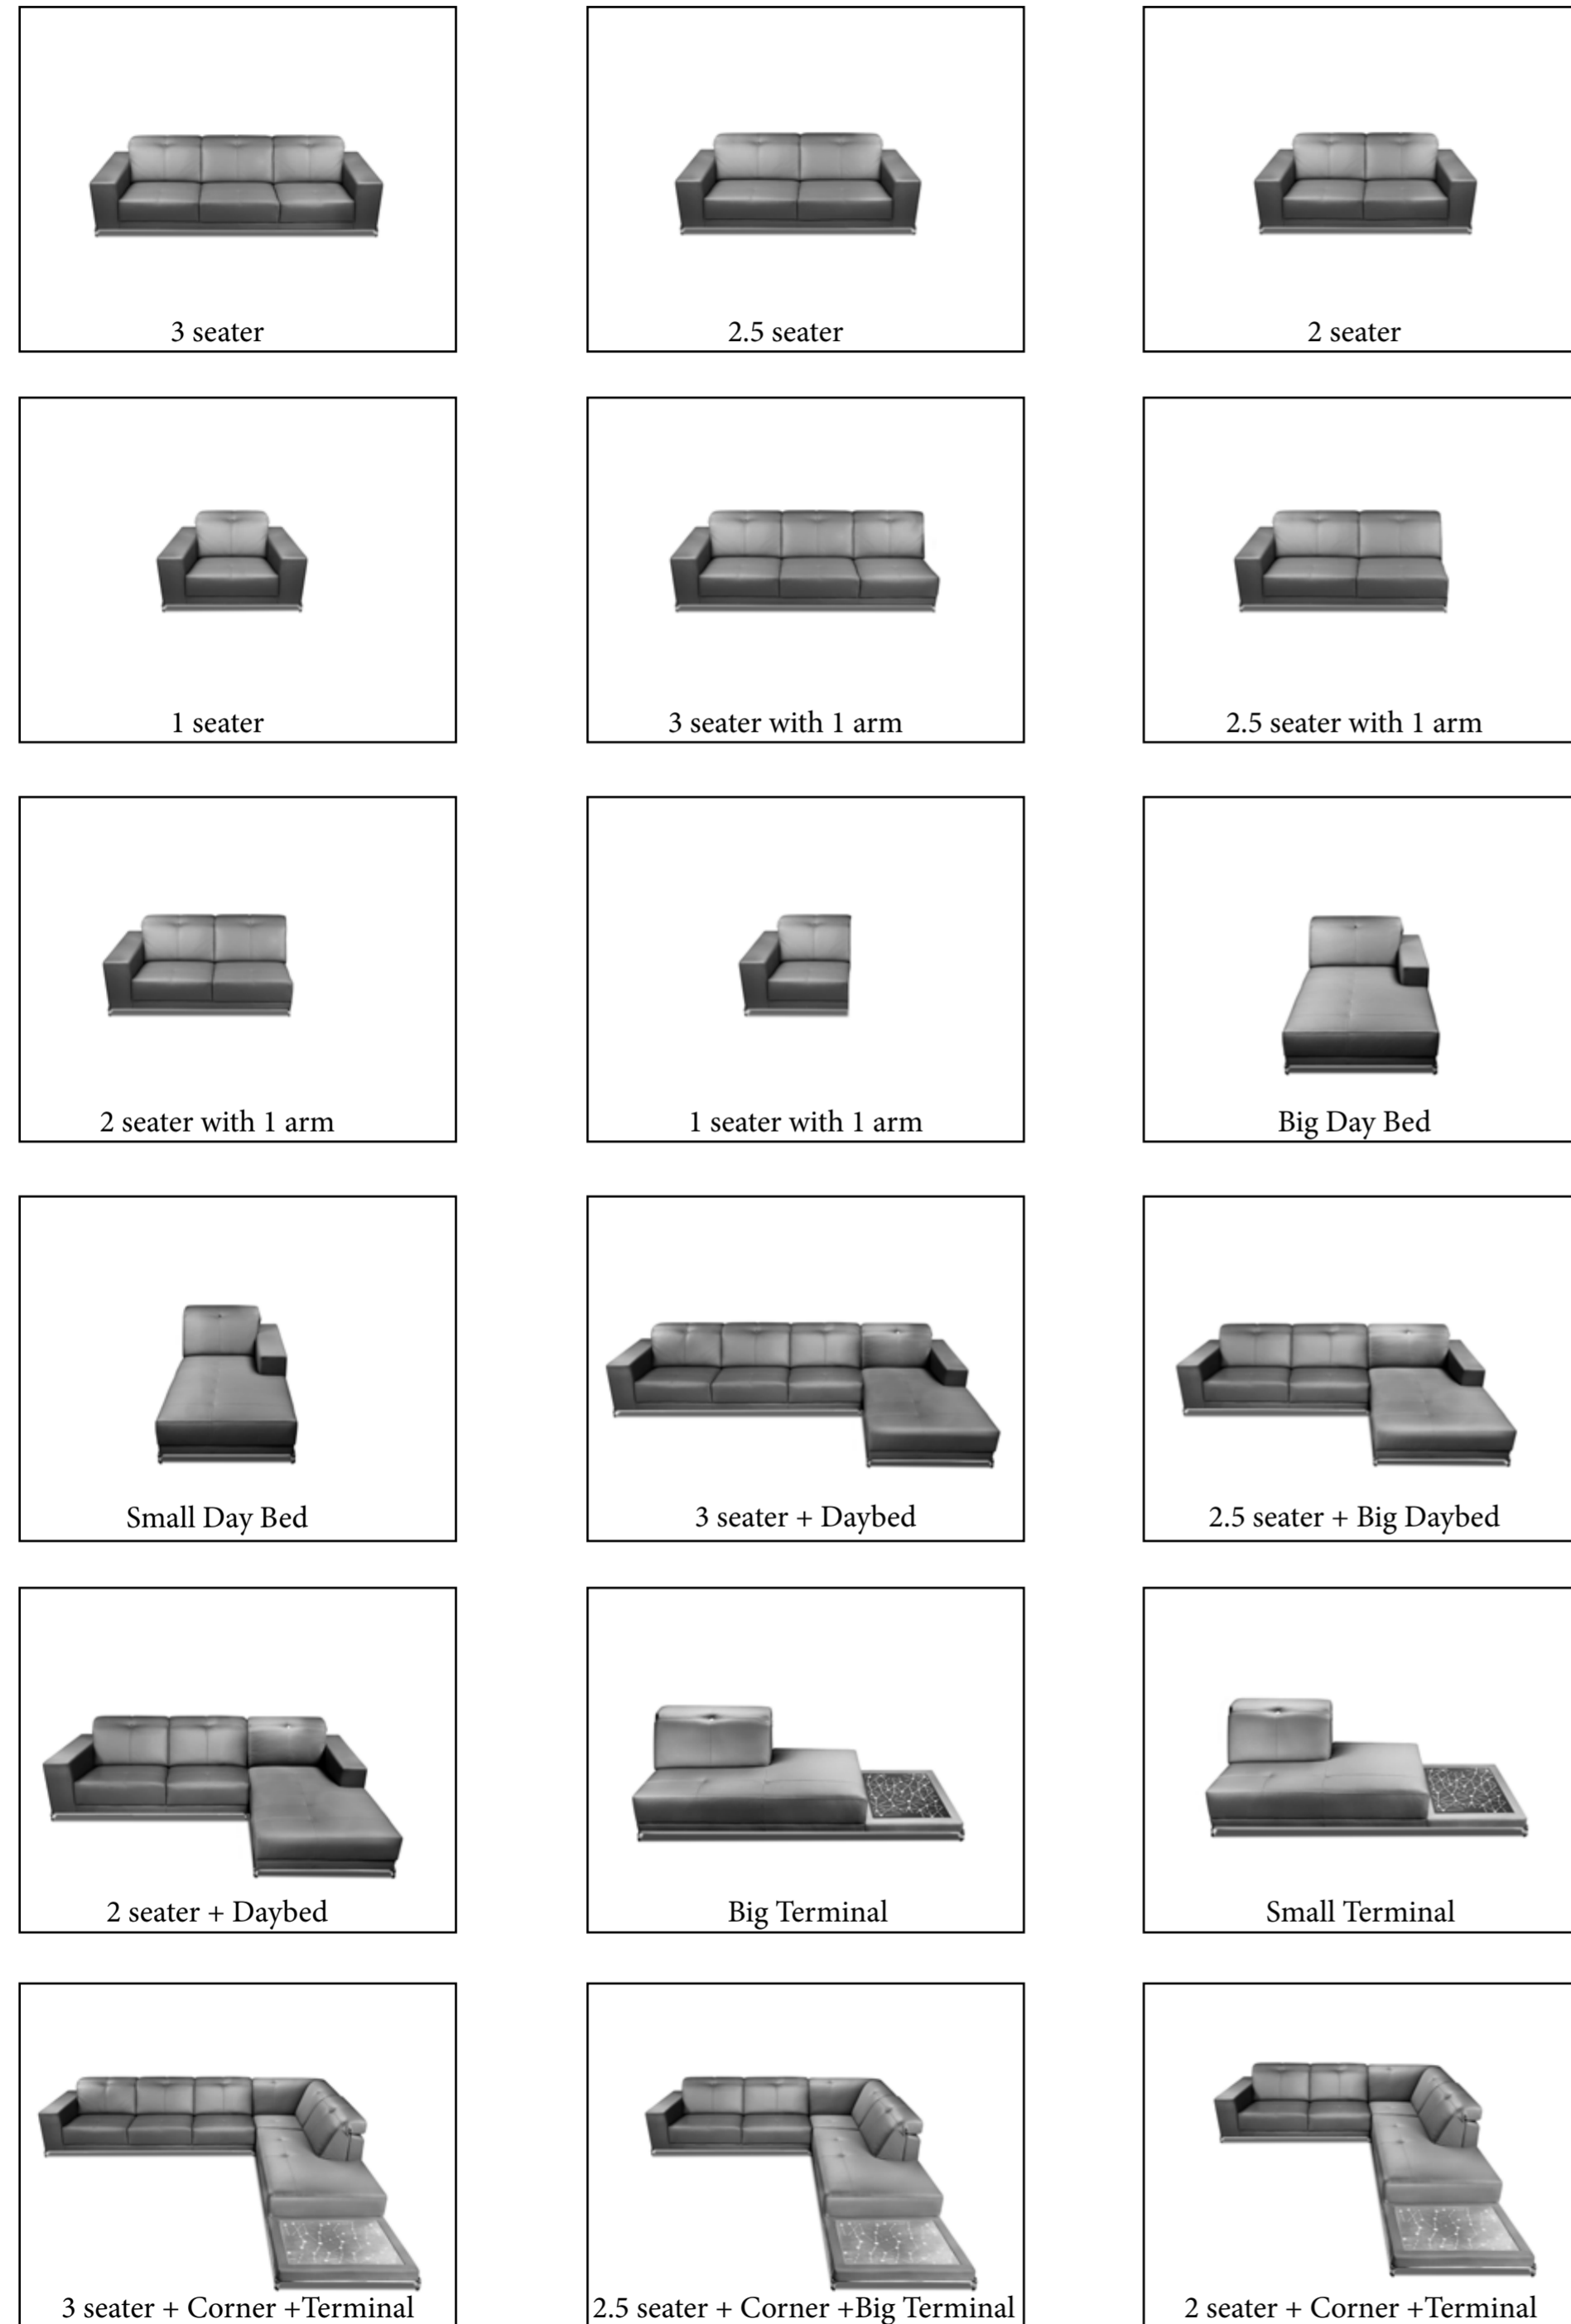 3 seater
2.5 seater
2 seater
1 seater
3 seater with 1 arm
2.5 seater with 1 arm
2 seater with 1 arm
1 seater with 1 arm
Big Day Bed
Small Day Bed
3 seater + Daybed
2.5 seater + Big Daybed
2 seater + Daybed
Big Terminal
Small Terminal
3 seater + Corner +Terminal
2.5 seater + Corner +Big Terminal
2 seater + Corner +Terminal